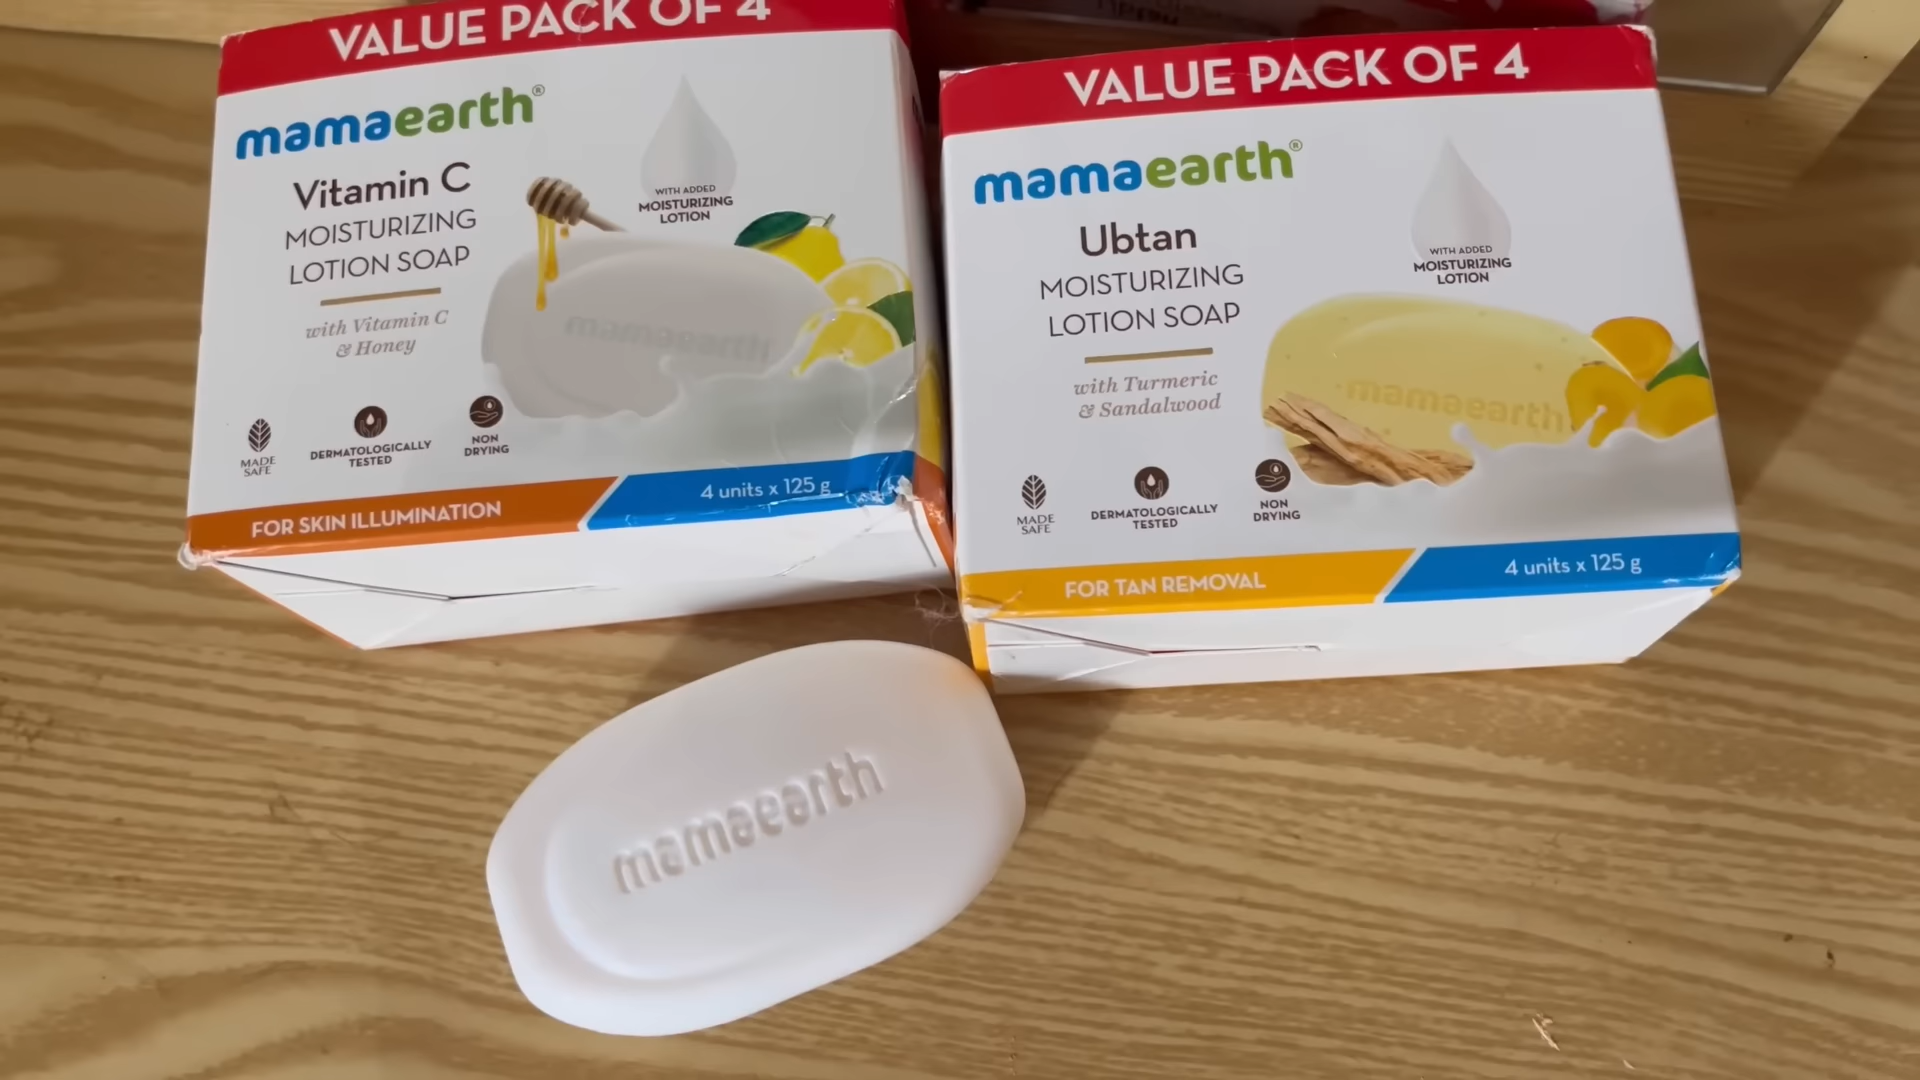 VALUE PACK OF 4
mamaearth®
Vitamin C
MOISTURIZING
LOTION SOAP
with Vitamin C
& Honey
WITH ADDED
MOISTURIZING
LOTION
mamaearth
MADE
SAFE
DERMATOLOGICALLY
TESTED
NON
DRYING
FOR SKIN ILLUMINATION
4 units x 125 g
VALUE PACK OF 4
mamaearth®
Ubtan
MOISTURIZING
LOTION SOAP
with Turmeric
& Sandalwood
WITH ADDED
MOISTURIZING
LOTION
mamaearth
MADE
SAFE
DERMATOLOGICALLY
TESTED
NON
DRYING
FOR TAN REMOVAL
4 units x 125 g
mamaearth